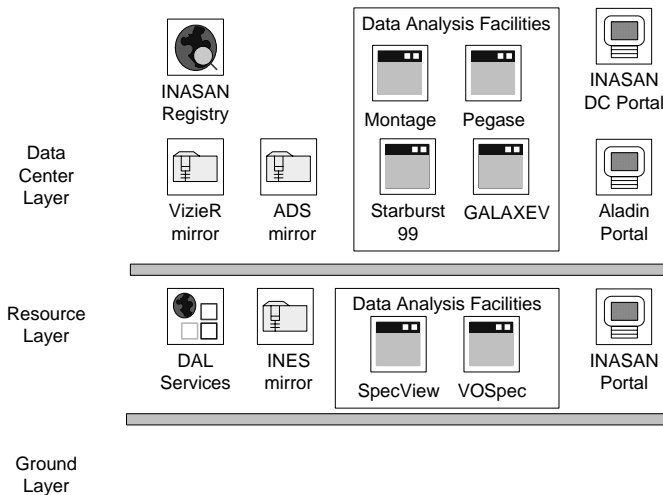 Data Analysis Facilities
INASAN
Registry
Montage
Pegase
INASAN
DC Portal
Data
Center
Layer
VizieR
mirror
ADS
mirror
Starburst
99
GALAXEV
Aladin
Portal
Resource
Layer
Data Analysis Facilities
DAL
Services
INES
mirror
SpecView
VOSpec
INASAN
Portal
Ground
Layer